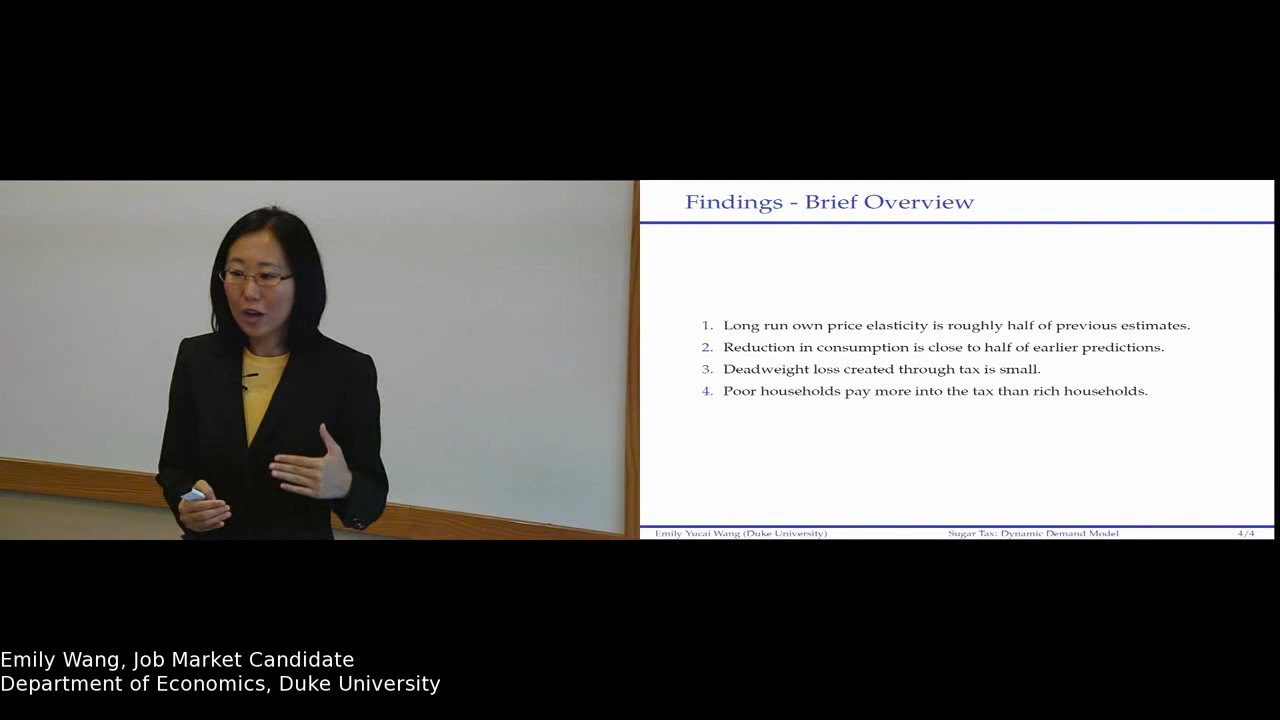 Findings - Brief Overview
1. Long run own price elasticity is roughly half of previous estimates.
2. Reduction in consumption is close to half of earlier predictions.
3. Deadweight loss created through tax is small.
4. Poor households pay more into the tax than rich households.
Emily Yucai Wang (Duke University) Sugar Tax: Dynamic Demand Model 4/4
Emily Wang, Job Market Candidate
Department of Economics, Duke University